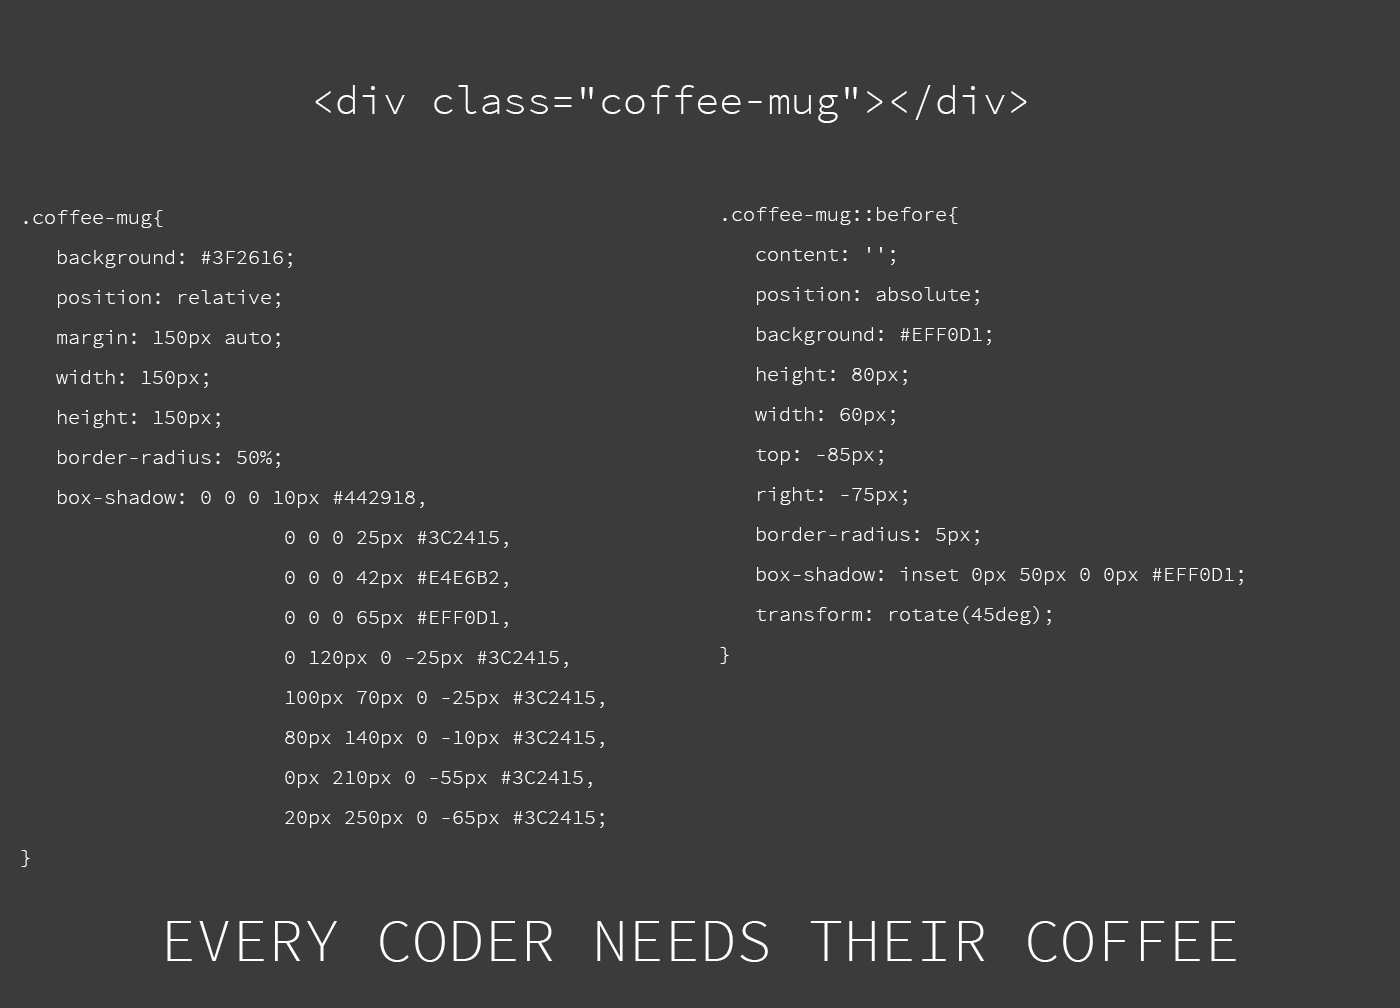 <div class="coffee-mug"></div>
.coffee-mug{
background: #3F2616;
position: relative;
margin: 150px auto;
width: 150px;
height: 150px;
border-radius: 50%;
box-shadow: 0 0 0 10px #442918,
0 0 0 25px #3C2415,
0 0 0 42px #E4E6B2,
0 0 0 65px #EFF0D1,
0 120px 0 -25px #3C2415,
100px 70px 0 -25px #3C2415,
80px 140px 0 -10px #3C2415,
0px 210px 0 -55px #3C2415,
20px 250px 0 -65px #3C2415;
}
.coffee-mug::before{
content: '';
position: absolute;
background: #EFF0D1;
height: 80px;
width: 60px;
top: -85px;
right: -75px;
border-radius: 5px;
box-shadow: inset 0px 50px 0 0px #EFF0D1;
transform: rotate(45deg);
}
EVERY CODER NEEDS THEIR COFFEE